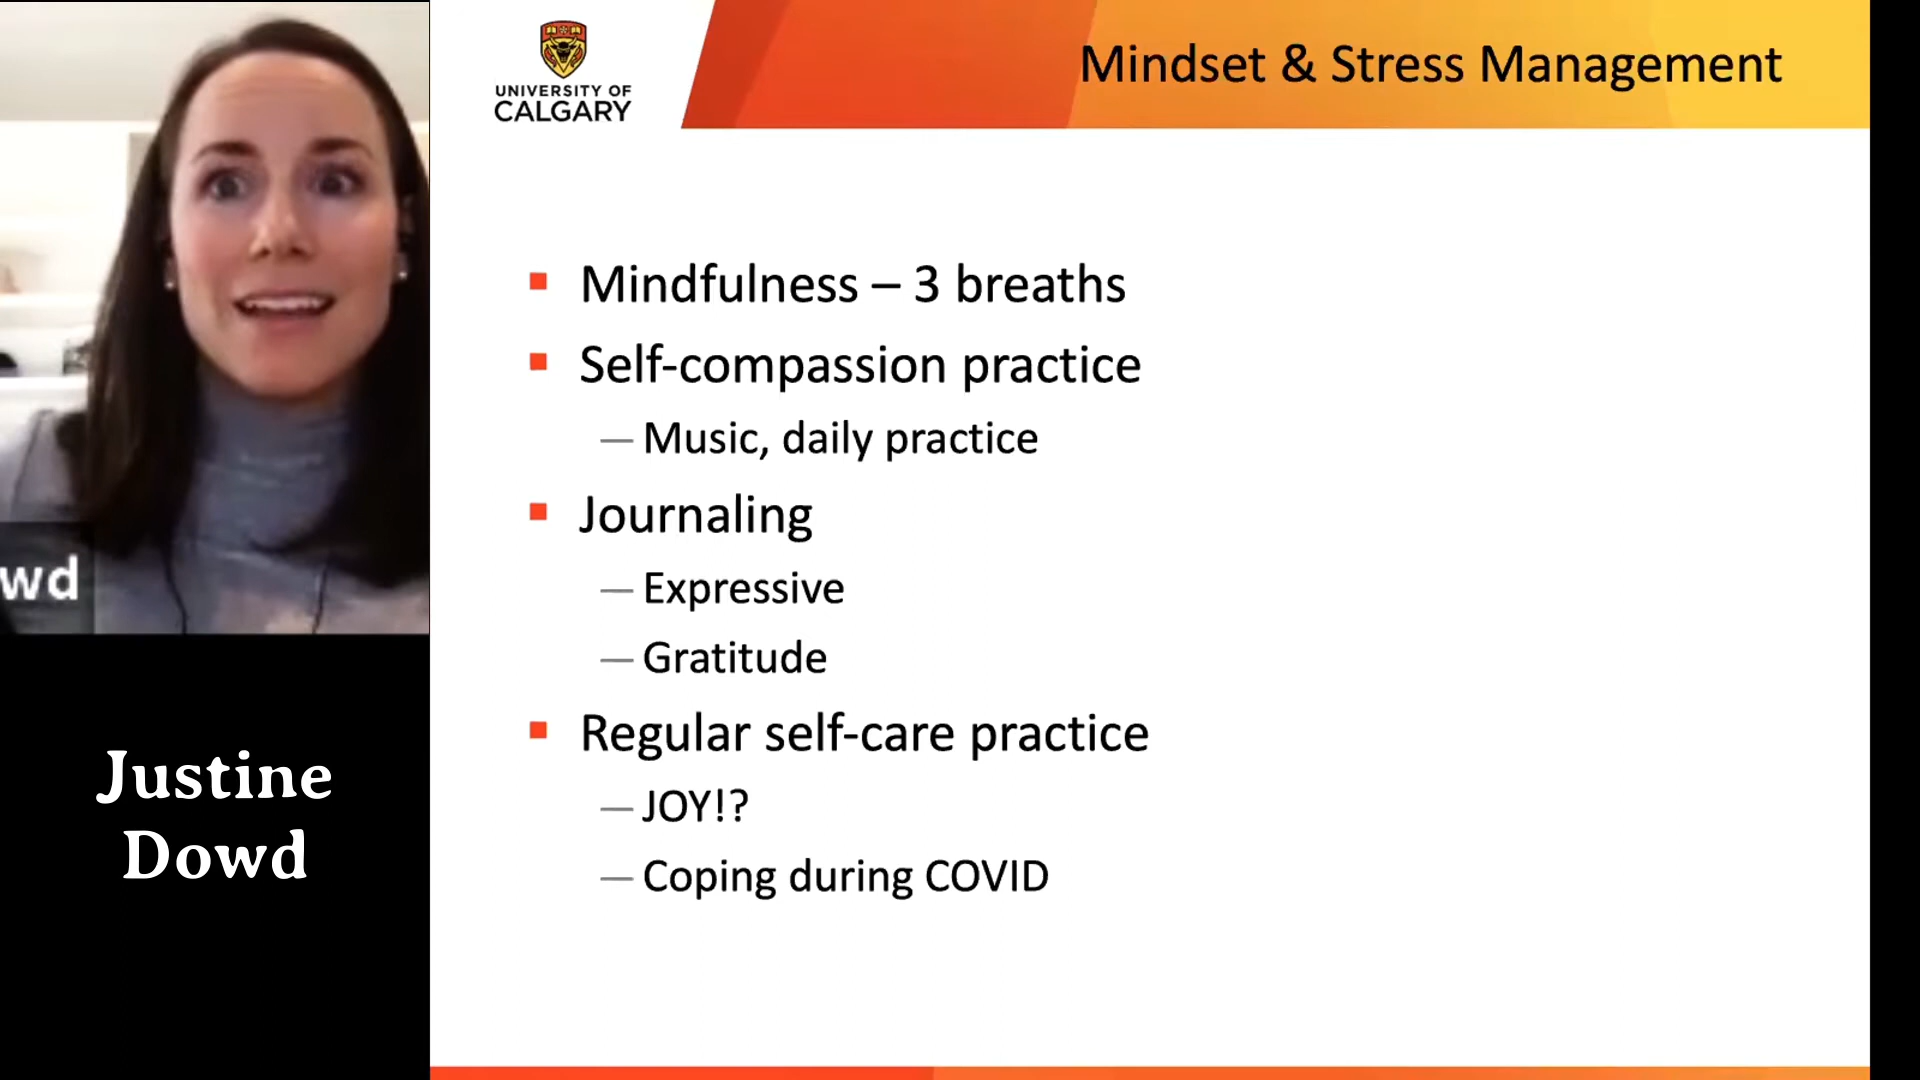 UNIVERSITY OF
CALGARY
Mindset & Stress Management
Mindfulness – 3 breaths
Self-compassion practice
— Music, daily practice
Journaling
— Expressive
— Gratitude
Regular self-care practice
— JOY!?
— Coping during COVID
wd
Justine
Dowd